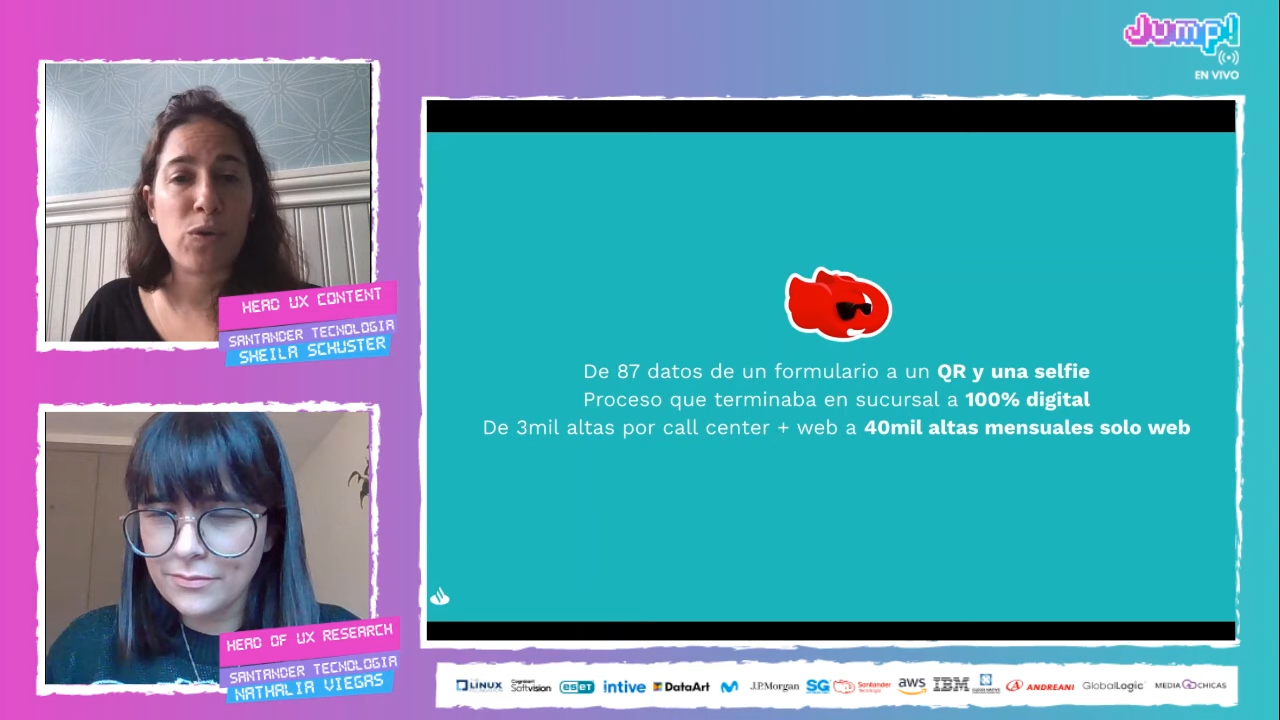 Jump!
EN VIVO
HEAD UX CONTENT
SANTANDER TECNOLOGIA
SHEILA SCHUSTER
De 87 datos de un formulario a un QR y una selfie
Proceso que terminaba en sucursal a 100% digital
De 3mil altas por call center + web a 40mil altas mensuales solo web
HEAD OF UX RESEARCH
SANTANDER TECNOLOGIA
NATHALIA VIEGAS
LINUX Cognizant Softvision eseT intive DataArt J.P.Morgan SG Santander Tecnología aws IBM ANDREANI GlobalLogic MEDIA CHICAS